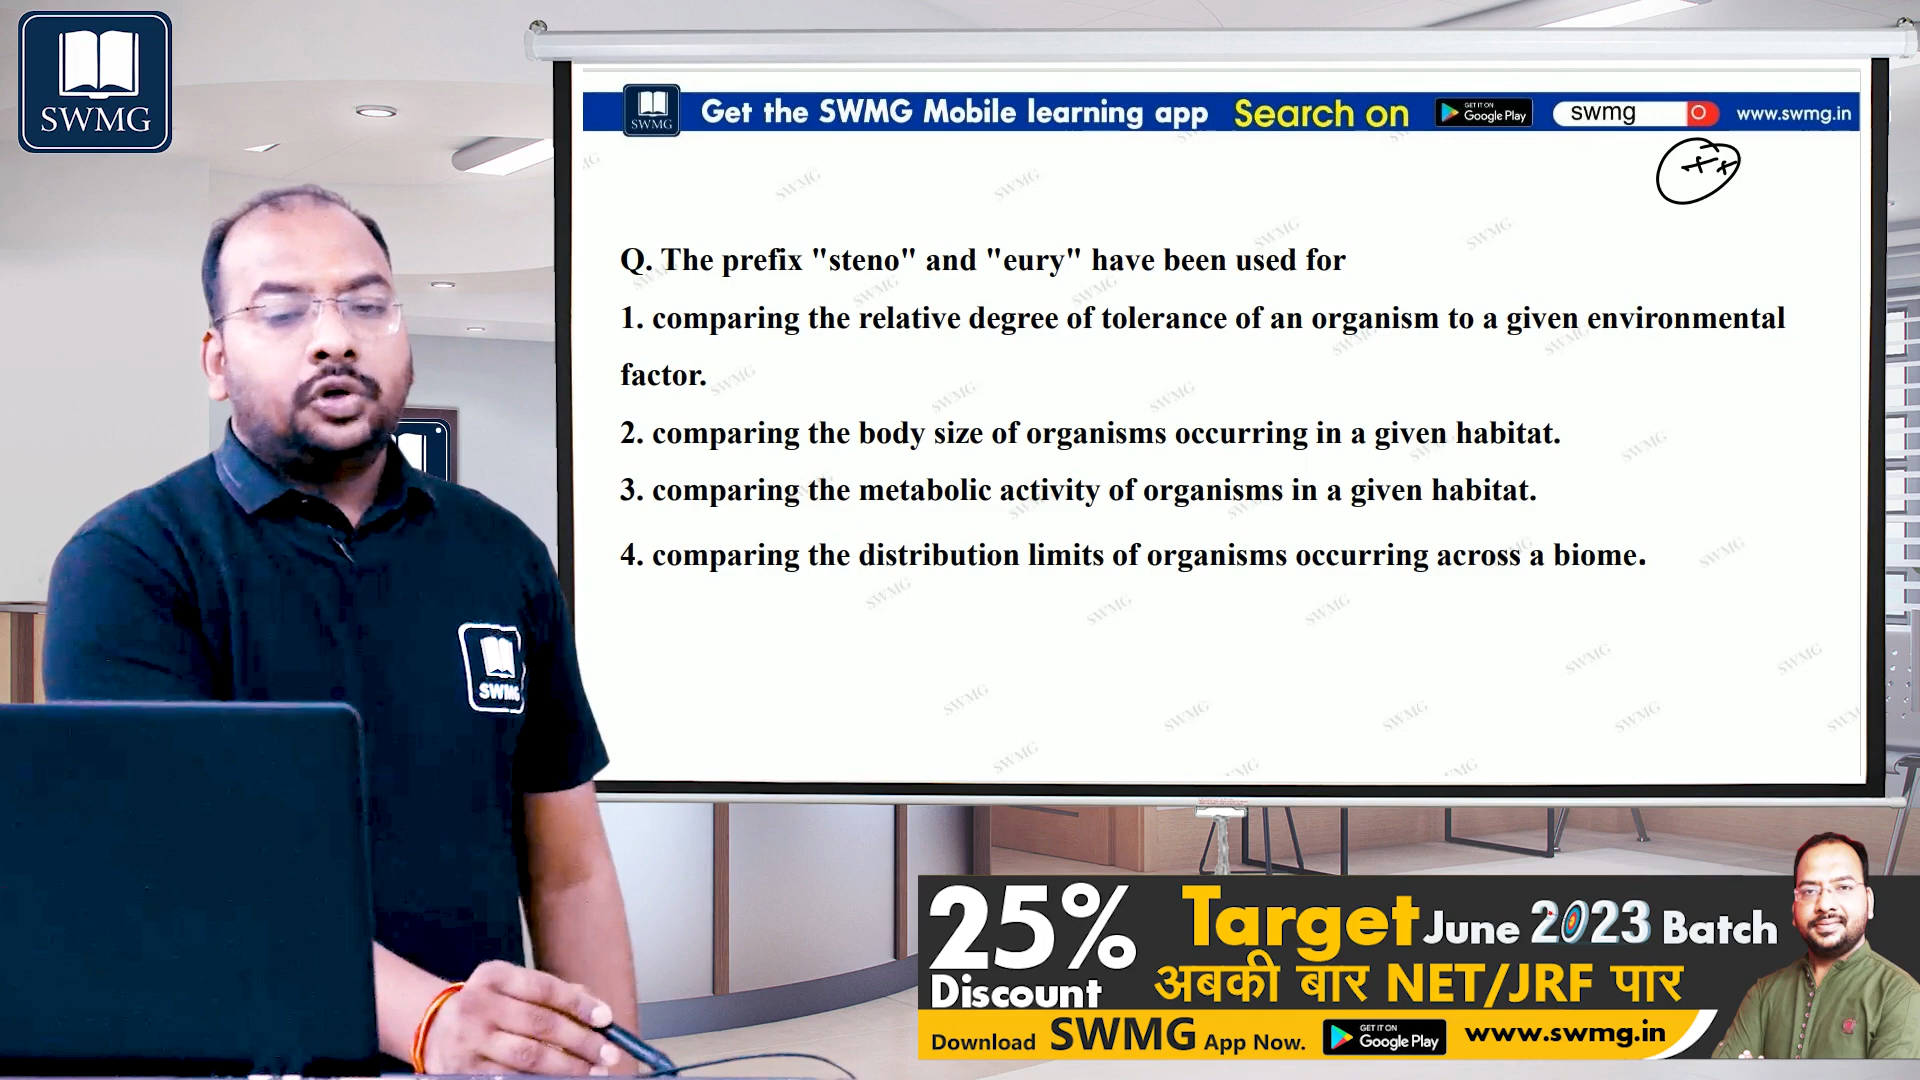 SWMG
SWMG
Get the SWMG Mobile learning app Search on GET IT ON Google Play swmg www.swmg.in
Q. The prefix "steno" and "eury" have been used for
1. comparing the relative degree of tolerance of an organism to a given environmental
factor.
2. comparing the body size of organisms occurring in a given habitat.
3. comparing the metabolic activity of organisms in a given habitat.
4. comparing the distribution limits of organisms occurring across a biome.
SWMG
25% Discount
Target June 2023 Batch
अबकी बार NET/JRF पार
Download SWMG App Now. GET IT ON Google Play www.swmg.in